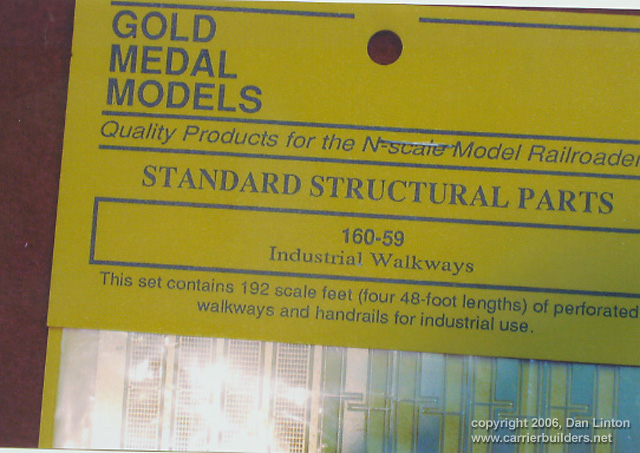 GOLD
MEDAL
MODELS
Quality Products for the N-scale Model Railroader
STANDARD STRUCTURAL PARTS
160-59
Industrial Walkways
This set contains 192 scale feet (four 48-foot lengths) of perforated
walkways and handrails for industrial use.
copyright 2006, Dan Linton
www.carrierbuilders.net